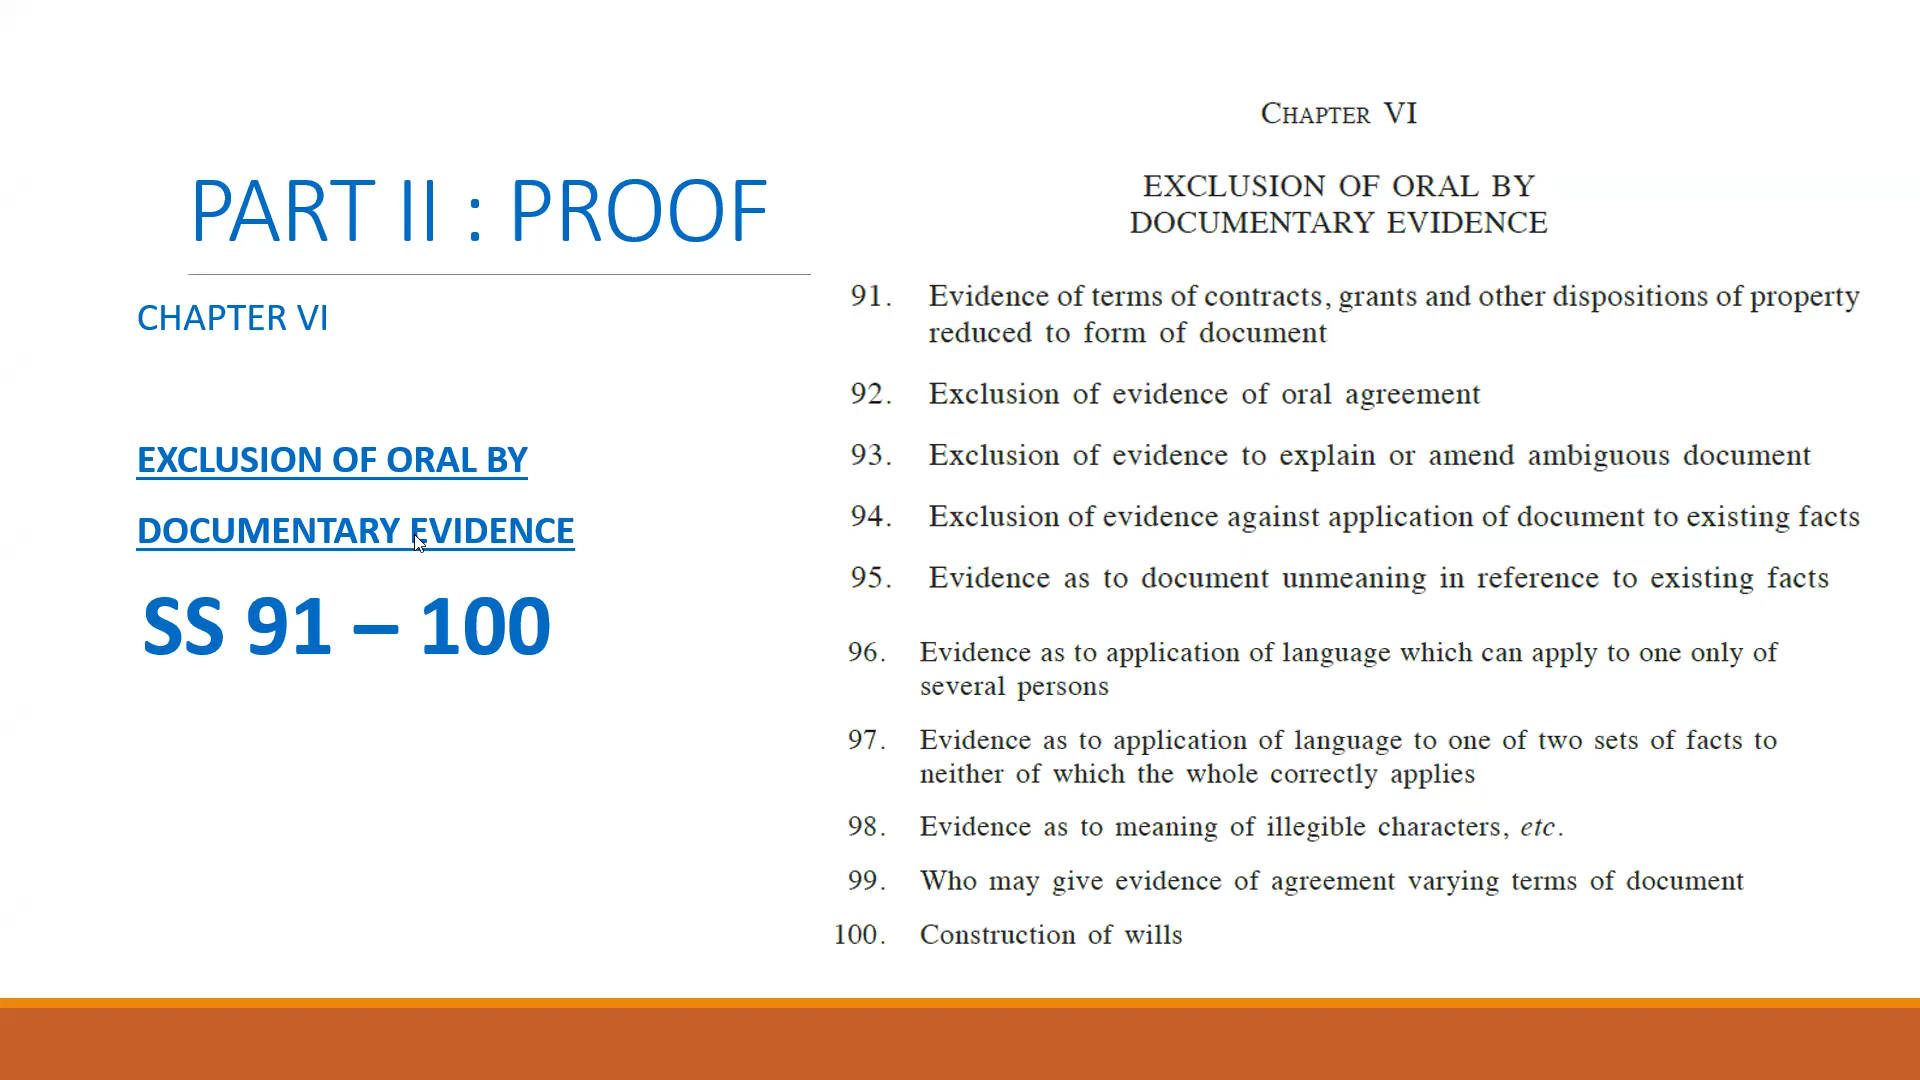 PART II : PROOF
CHAPTER VI
EXCLUSION OF ORAL BY
DOCUMENTARY EVIDENCE
SS 91 – 100
CHAPTER VI
EXCLUSION OF ORAL BY
DOCUMENTARY EVIDENCE
91. Evidence of terms of contracts, grants and other dispositions of property
reduced to form of document
92. Exclusion of evidence of oral agreement
93. Exclusion of evidence to explain or amend ambiguous document
94. Exclusion of evidence against application of document to existing facts
95. Evidence as to document unmeaning in reference to existing facts
96. Evidence as to application of language which can apply to one only of
several persons
97. Evidence as to application of language to one of two sets of facts to
neither of which the whole correctly applies
98. Evidence as to meaning of illegible characters, etc.
99. Who may give evidence of agreement varying terms of document
100. Construction of wills